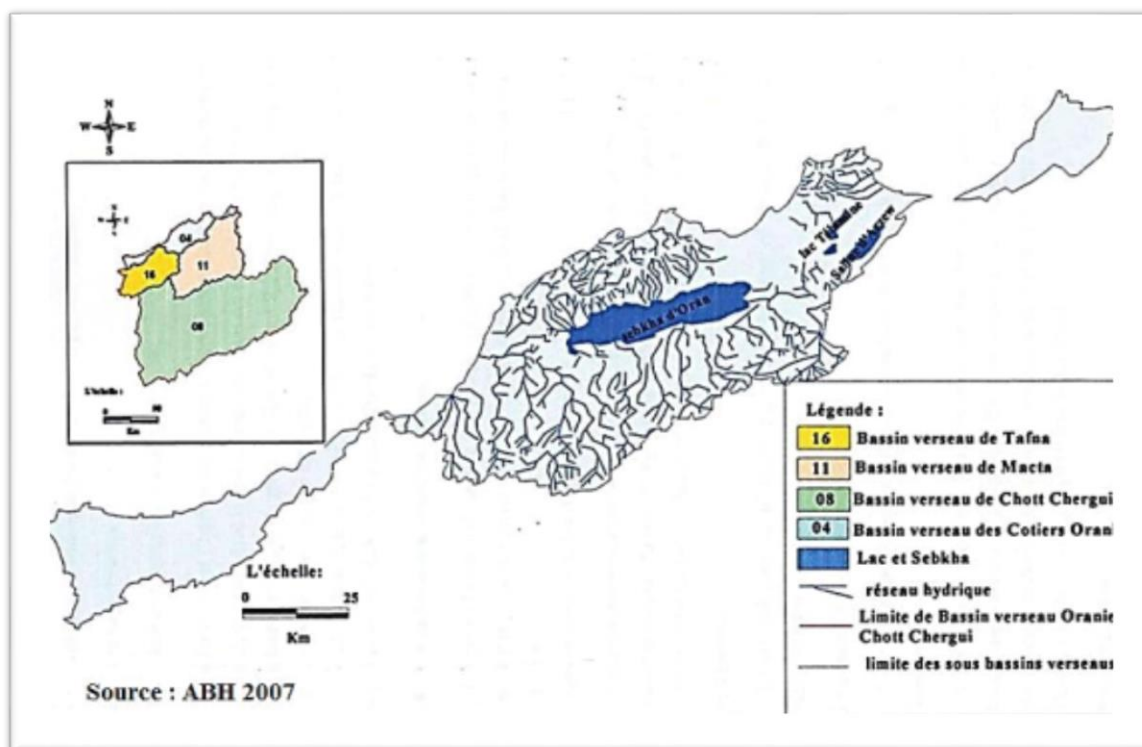 N
W E
S
04
16
11
08
L'échelle :
0
Km
sebkha d'Oran
lac
L'échelle:
0 25
Km
Source : ABH 2007
Légende :
16 Bassin verseau de Tafna
11 Bassin verseau de Macta
08 Bassin verseau de Chott Chergui
04 Bassin verseau des Cotiers Orani
Lac et Sebkha
réseau hydrique
Limite de Bassin verseau Oranie
Chott Chergui
limite des sous bassins verseaus